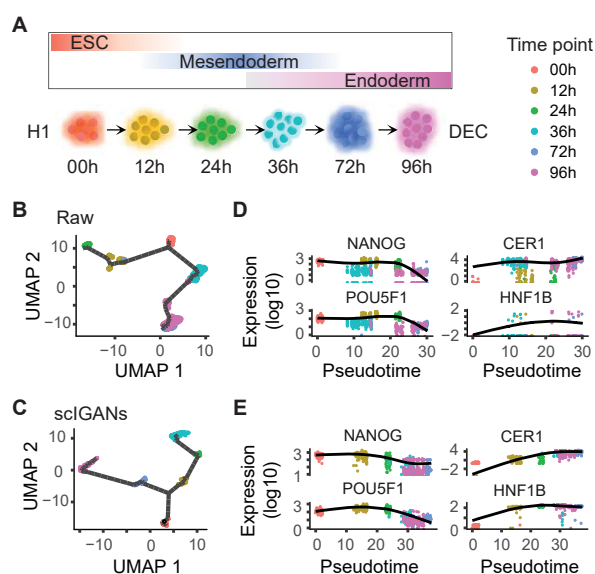 A
ESC
Mesendoderm
Endoderm
H1
DEC
00h
12h
24h
36h
72h
96h
Time point
00h
12h
24h
36h
72h
96h
B
Raw
UMAP 2
10
0
−10
−10
0
10
UMAP 1
D
Expression
(log10)
NANOG
3
0
CER1
4
0
POU5F1
3
0
0
10
20
30
HNF1B
2
−2
0
10
20
30
Pseudotime
Pseudotime
C
scIGANs
UMAP 2
10
0
−10
−10
0
10
UMAP 1
E
Expression
(log10)
NANOG
3
1
CER1
4
−2
POU5F1
3
0
0
10
20
30
HNF1B
2
0
0
10
20
30
Pseudotime
Pseudotime